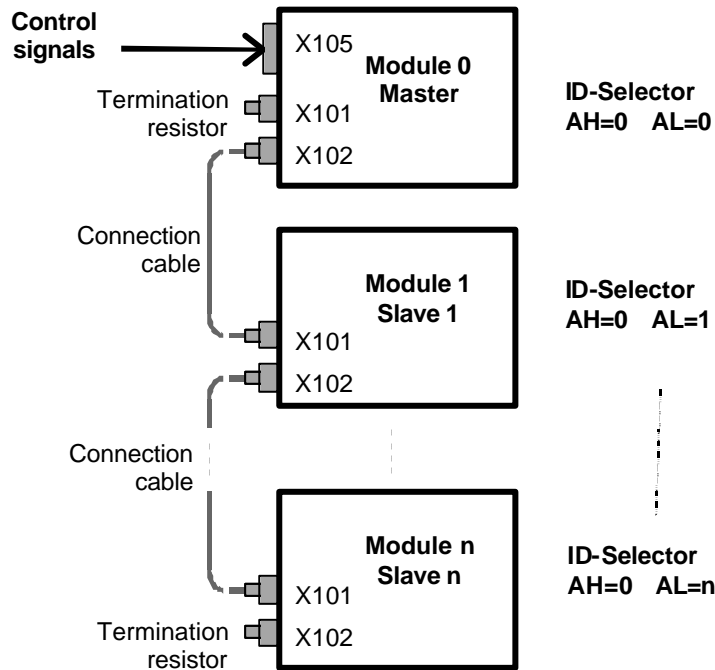 Control
signals
X105
Module 0
Master
ID-Selector
AH=0 AL=0
Termination
resistor
X101
X102
Connection
cable
Module 1
Slave 1
ID-Selector
AH=0 AL=1
X101
X102
Connection
cable
Module n
Slave n
ID-Selector
AH=0 AL=n
X101
Termination
resistor
X102